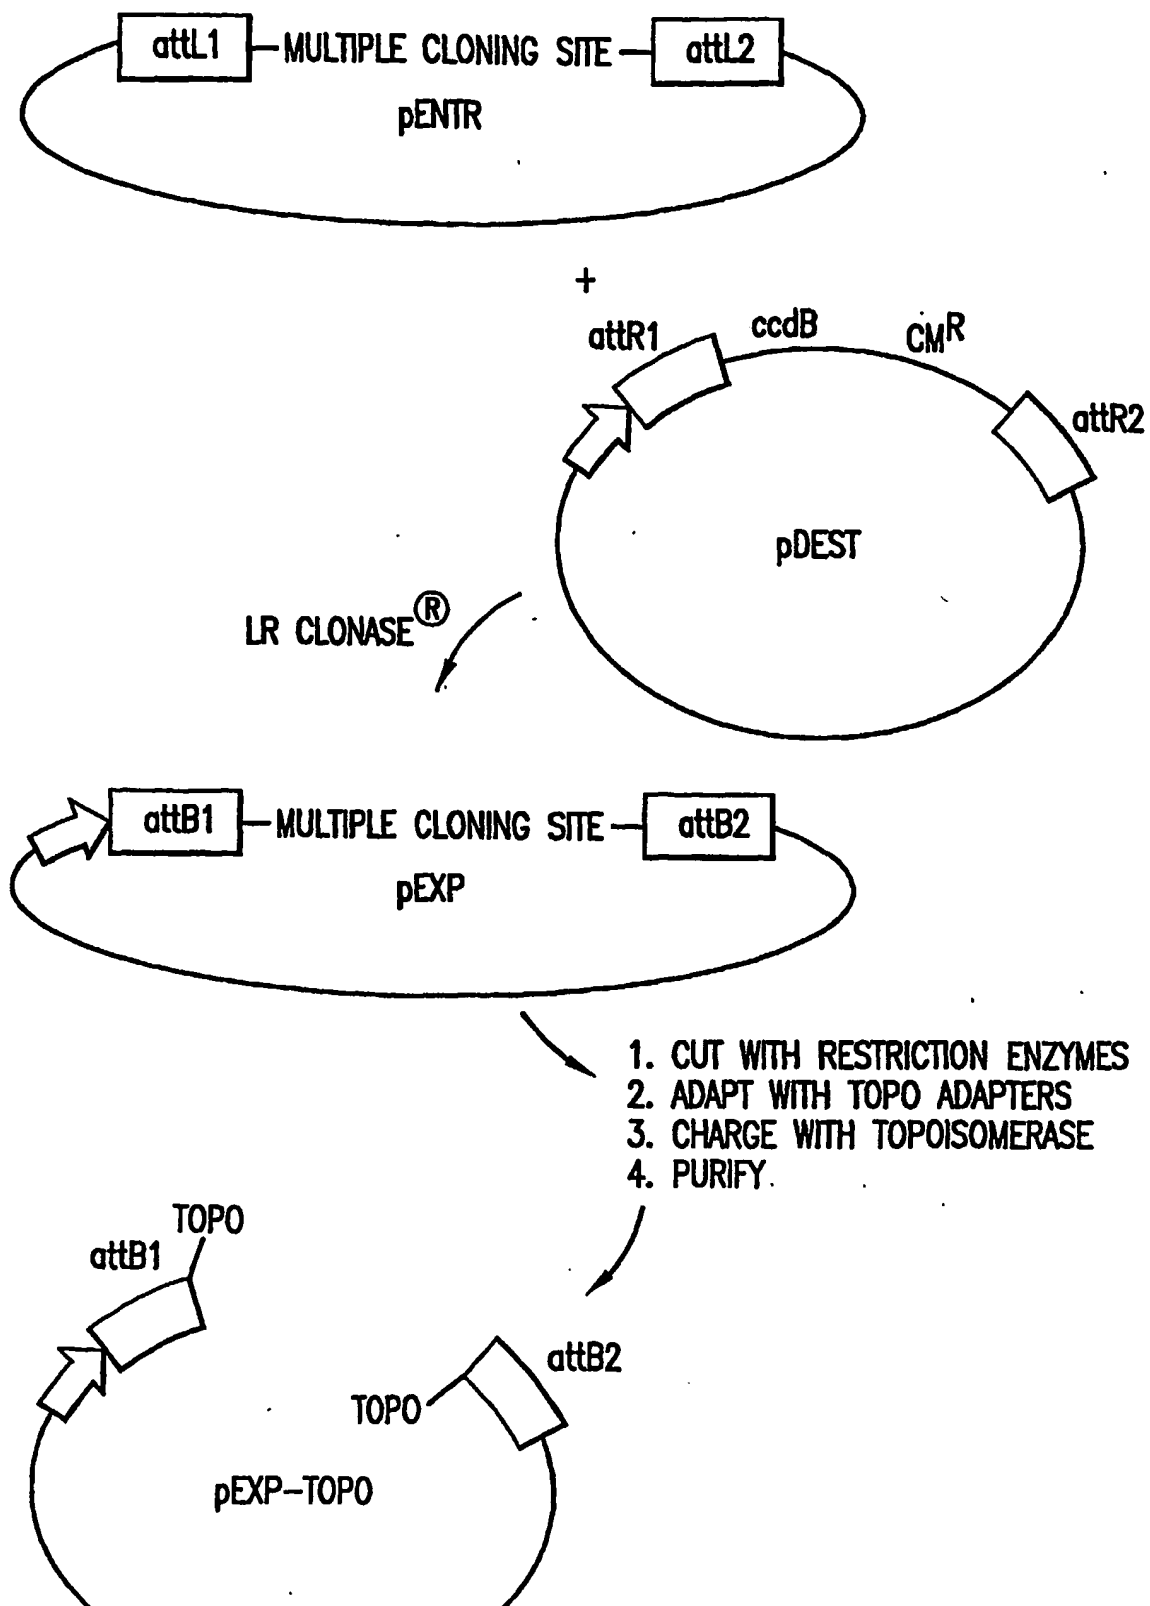 attL1 MULTIPLE CLONING SITE attL2
pENTR
+
attR1 ccdB CMR
attR2
pDEST
LR CLONASE®
attB1 MULTIPLE CLONING SITE attB2
pEXP
1. CUT WITH RESTRICTION ENZYMES
2. ADAPT WITH TOPO ADAPTERS
3. CHARGE WITH TOPOISOMERASE
4. PURIFY
TOPO
attB1
attB2
TOPO
pEXP-TOPO